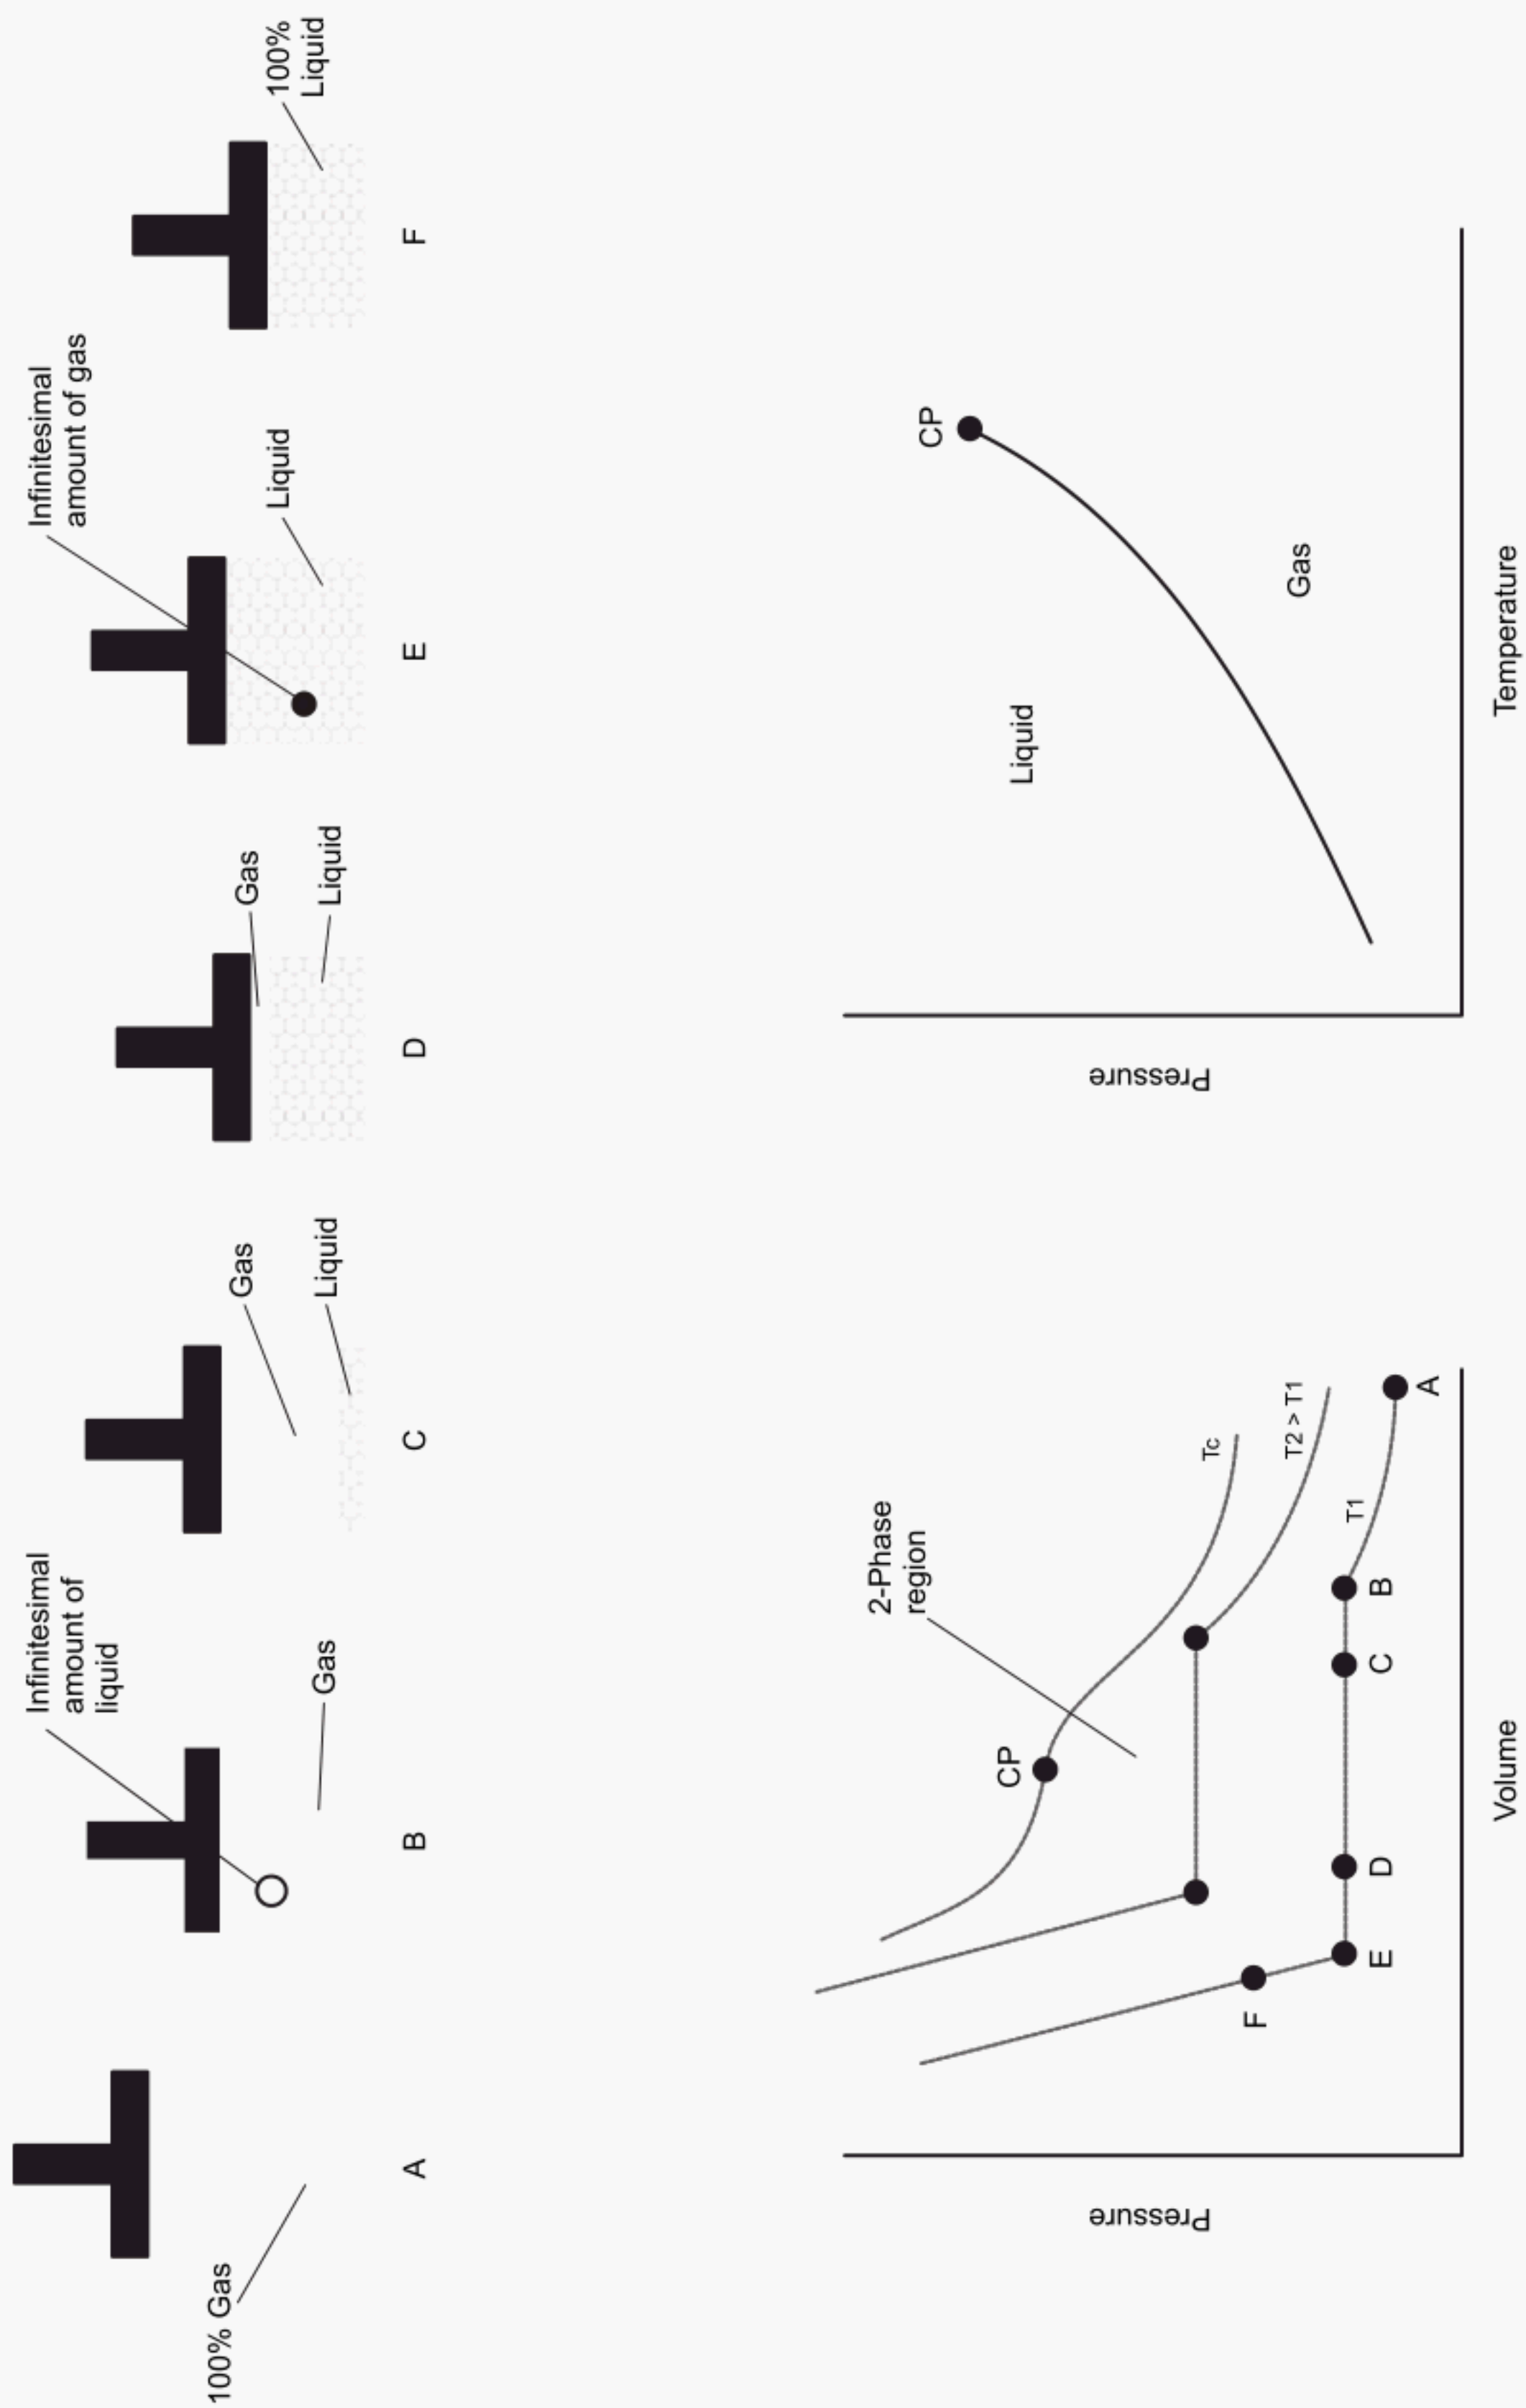 100% Gas
A
Infinitesimal
amount of
liquid
Gas
B
Gas
Liquid
C
Gas
Liquid
D
Infinitesimal
amount of gas
Liquid
E
100%
Liquid
F
Pressure
2-Phase
region
CP
Tc
T2 > T1
T1
F
E
D
C
B
A
Volume
Pressure
CP
Liquid
Gas
Temperature